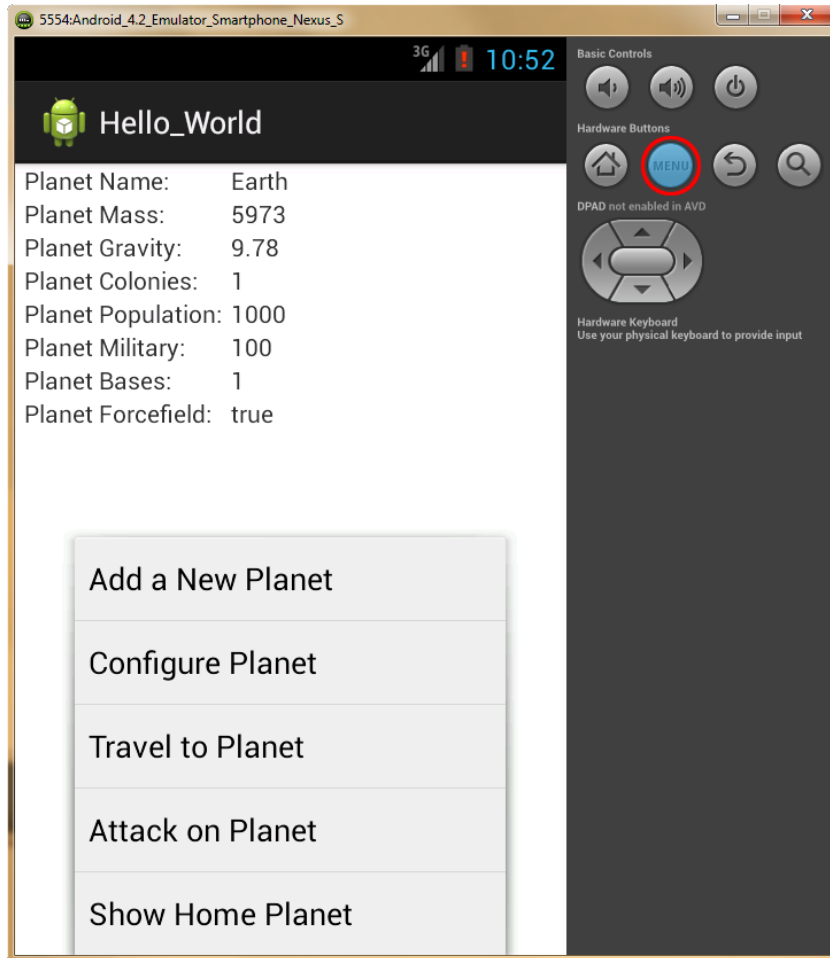 5554:Android_4.2_Emulator_Smartphone_Nexus_S
3G 10:52
Hello_World
Planet Name: Earth
Planet Mass: 5973
Planet Gravity: 9.78
Planet Colonies: 1
Planet Population: 1000
Planet Military: 100
Planet Bases: 1
Planet Forcefield: true
Add a New Planet
Configure Planet
Travel to Planet
Attack on Planet
Show Home Planet
Basic Controls
Hardware Buttons
MENU
DPAD not enabled in AVD
Hardware Keyboard
Use your physical keyboard to provide input